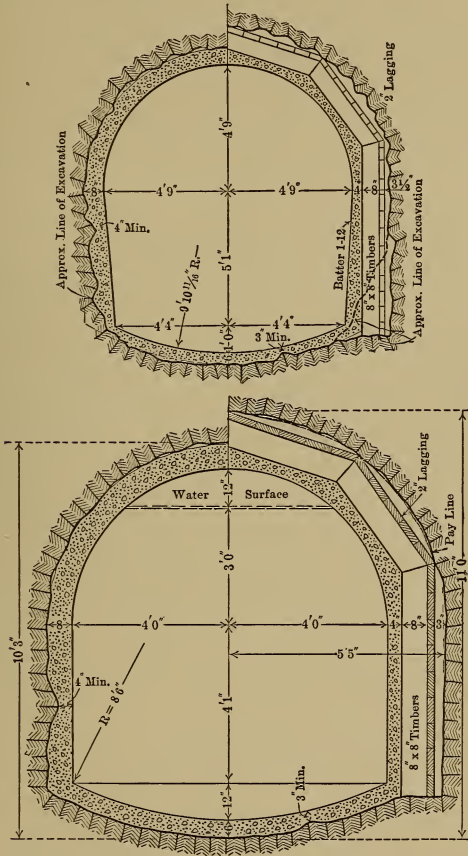 2" Lagging
4'9"
Approx. Line of Excavation
8"
4'9"
4'9"
4"
8"
3½"
4" Min.
5'1"
Batter 1-12
8" x 8" Timbers
Approx. Line of Excavation
9' 10 11/16" R.
4'4"
4'4"
1'0"
3" Min.
12"
Water Surface
2" Lagging
Pay Line
3'0"
11'0"
10'3"
8"
4'0"
4'0"
4"
8"
3"
5'5"
4" Min.
R = 8'6"
4'1"
8" x 8" Timbers
12"
3" Min.